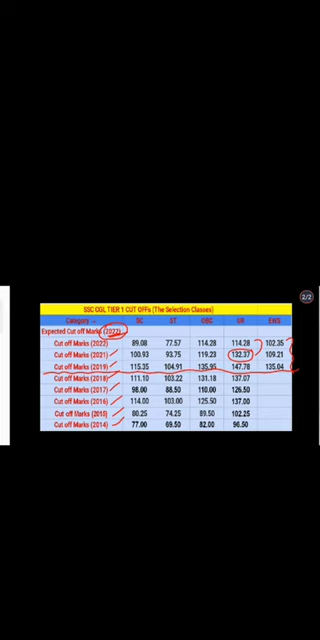 2/2
SSC CGL TIER 1 CUT OFFs (The Selection Classes)
Category → SC ST OBC UR EWS
Expected Cut off Marks (2022)
Cut off Marks (2022) 89.08 77.57 114.28 114.28 102.35
Cut off Marks (2021) 100.93 93.75 119.23 132.37 109.21
Cut off Marks (2019) 115.35 104.91 135.95 147.78 135.04
Cut off Marks (2018) 111.10 103.22 131.18 137.07
Cut off Marks (2017) 98.00 88.50 110.00 126.50
Cut off Marks (2016) 114.00 103.00 125.50 137.00
Cut off Marks (2015) 80.25 74.25 89.50 102.25
Cut off Marks (2014) 77.00 69.50 82.00 96.50